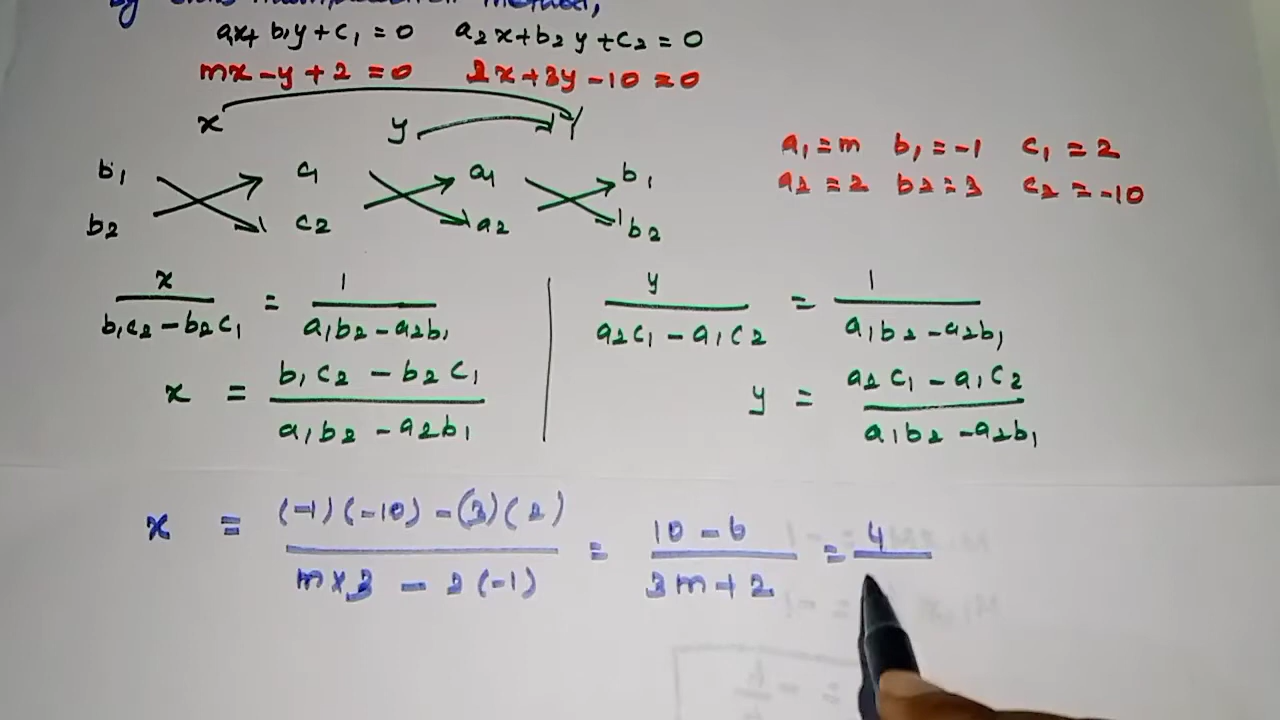 by method,
a1x+ b1y+c1 = 0 a2x+b2y+c2 = 0
mx-y+2 = 0 2x+3y-10 = 0
x y 1
b1 c1 a1 b1
b2 c2 a2 b2
a1 = m b1 = -1 c1 = 2
a2 = 2 b2 = 3 c2 = -10
x/(b1c2 - b2c1) = 1/(a1b2 - a2b1) y/(a2c1 - a1c2) = 1/(a1b2 - a2b1)
x = (b1c2 - b2c1)/(a1b2 - a2b1) y = (a2c1 - a1c2)/(a1b2 - a2b1)
x = ((-1)(-10) - (3)(2))/(m×3 - 2(-1)) = (10 - 6)/(3m+2) = 4/